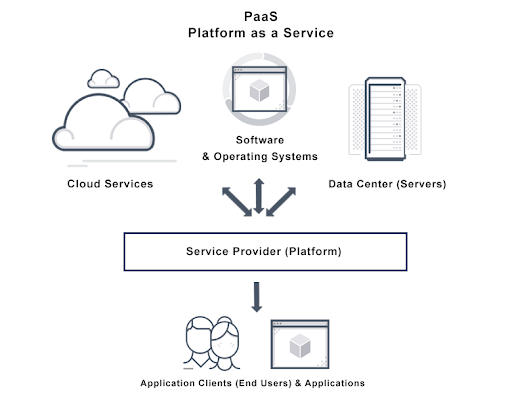 PaaS
Platform as a Service
Software
& Operating Systems
Cloud Services
Data Center (Servers)
Service Provider (Platform)
Application Clients (End Users) & Applications